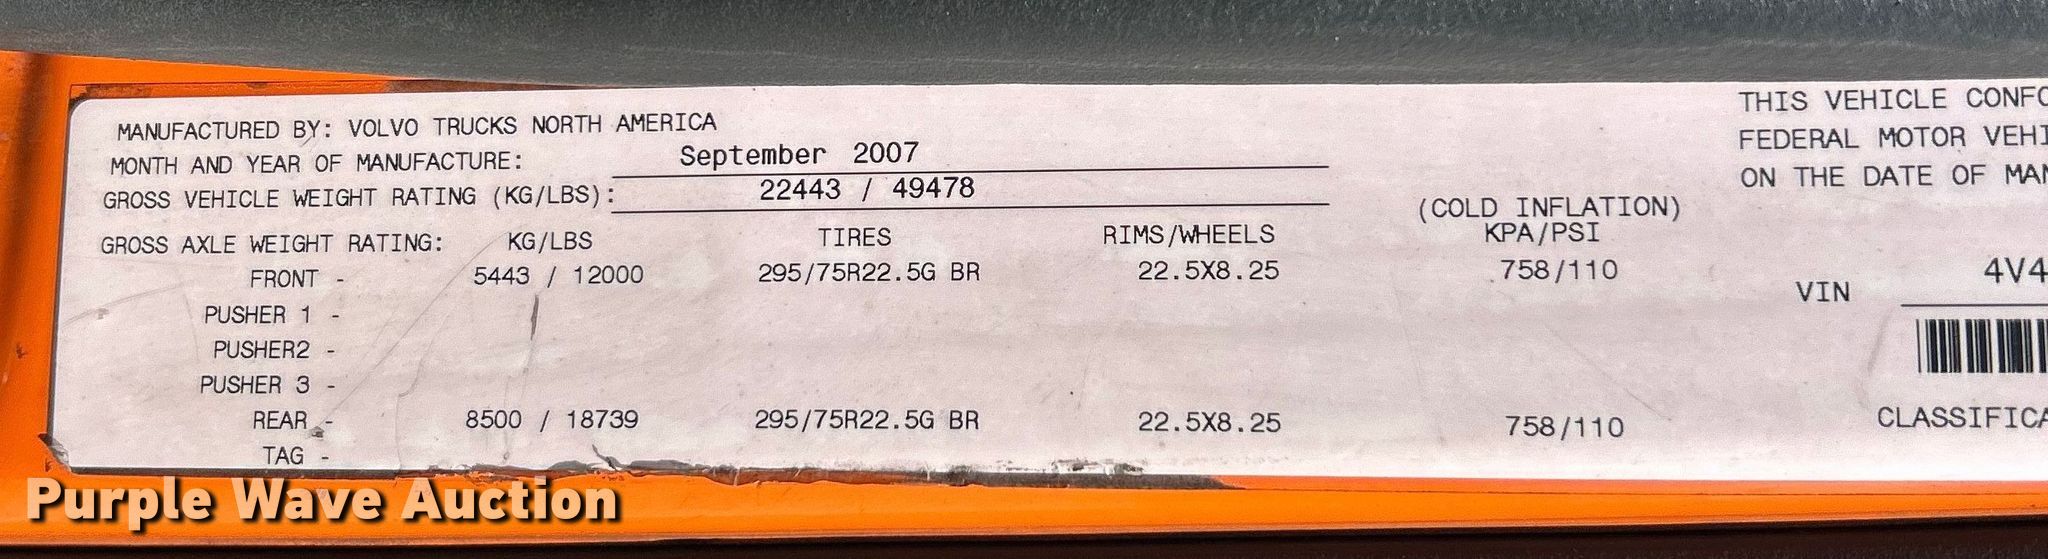 MANUFACTURED BY: VOLVO TRUCKS NORTH AMERICA
MONTH AND YEAR OF MANUFACTURE: September 2007
GROSS VEHICLE WEIGHT RATING (KG/LBS): 22443 / 49478
GROSS AXLE WEIGHT RATING: KG/LBS TIRES RIMS/WHEELS (COLD INFLATION) KPA/PSI
FRONT - 5443 / 12000 295/75R22.5G BR 22.5X8.25 758/110
PUSHER 1 -
PUSHER2 -
PUSHER 3 -
REAR - 8500 / 18739 295/75R22.5G BR 22.5X8.25 758/110
TAG -
THIS VEHICLE CONFO
FEDERAL MOTOR VEHI
ON THE DATE OF MAN
VIN 4V4
CLASSIFICA
Purple Wave Auction